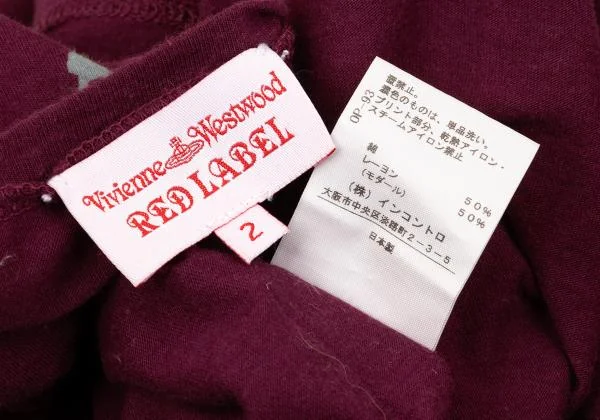 Vivienne Westwood
RED LABEL
2
蓄禁止。
濃色のものは、単品洗い。
プリント部分、乾熱アイロン・
スチームアイロン禁止
OP-93
綿 50%
レーヨン 50%
(モダール)
(株) インコントロ
大阪市中央区淡路町2-3-5
日本製